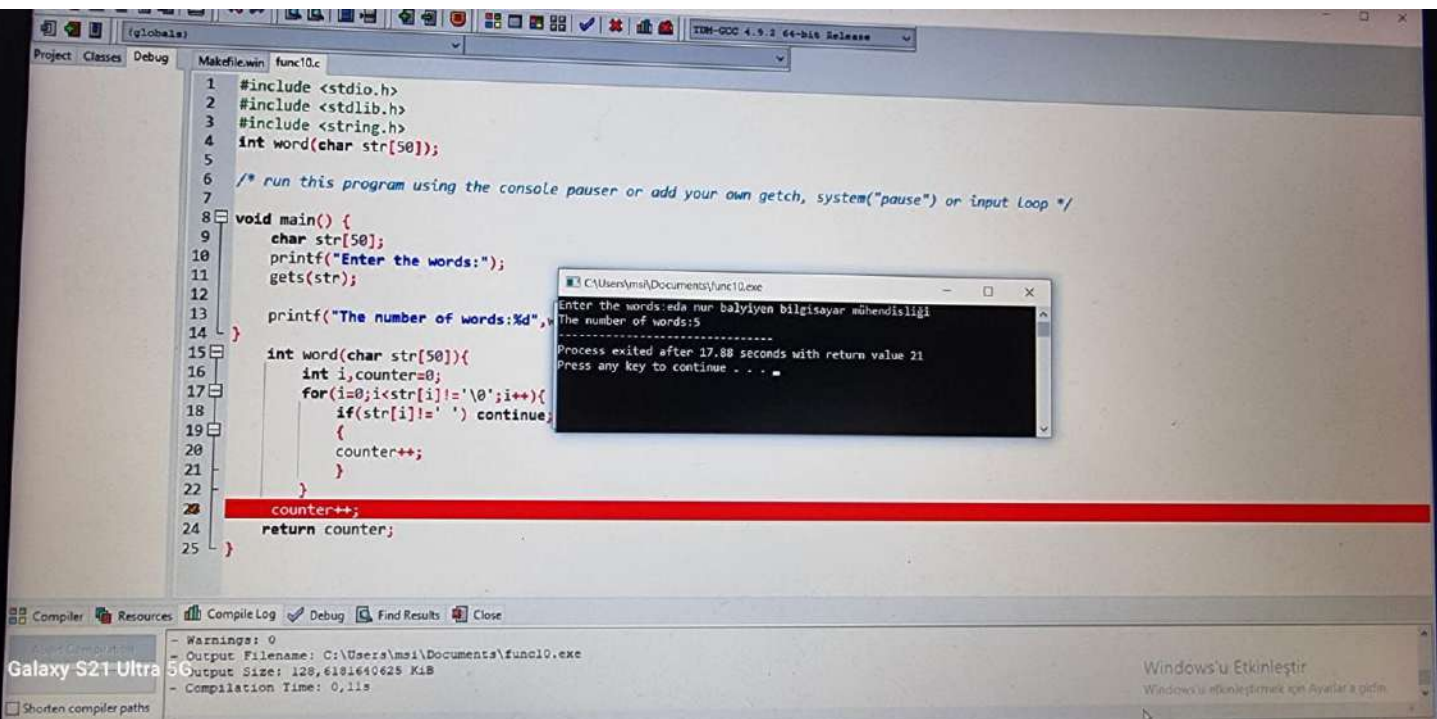 (globals)
TDM-GCC 4.9.2 64-bit Release
Project Classes Debug
Makefile.win func10.c
1 #include <stdio.h>
2 #include <stdlib.h>
3 #include <string.h>
4 int word(char str[50]);
5
6 /* run this program using the console pauser or add your own getch, system("pause") or input loop */
7
8 void main() {
9 char str[50];
10 printf("Enter the words:");
11 gets(str);
12
13 printf("The number of words:%d",
14 }
15 int word(char str[50]){
16 int i,counter=0;
17 for(i=0;i<str[i]!='\0';i++){
18 if(str[i]!=' ') continue;
19 {
20 counter++;
21 }
22 }
23 counter++;
24 return counter;
25 }
C:\Users\msi\Documents\func10.exe
Enter the words:eda nur balyiyen bilgisayar mühendisliği
The number of words:5
--------------------------------
Process exited after 17.88 seconds with return value 21
Press any key to continue . . .
Compiler Resources Compile Log Debug Find Results Close
- Warnings: 0
- Output Filename: C:\Users\msi\Documents\func10.exe
- Output Size: 128,6181640625 KiB
- Compilation Time: 0,11s
Shorten compiler paths
Galaxy S21 Ultra 5G
Windows'u Etkinleştir
Windows'u etkinleştirmek için Ayarlar'a gidin.